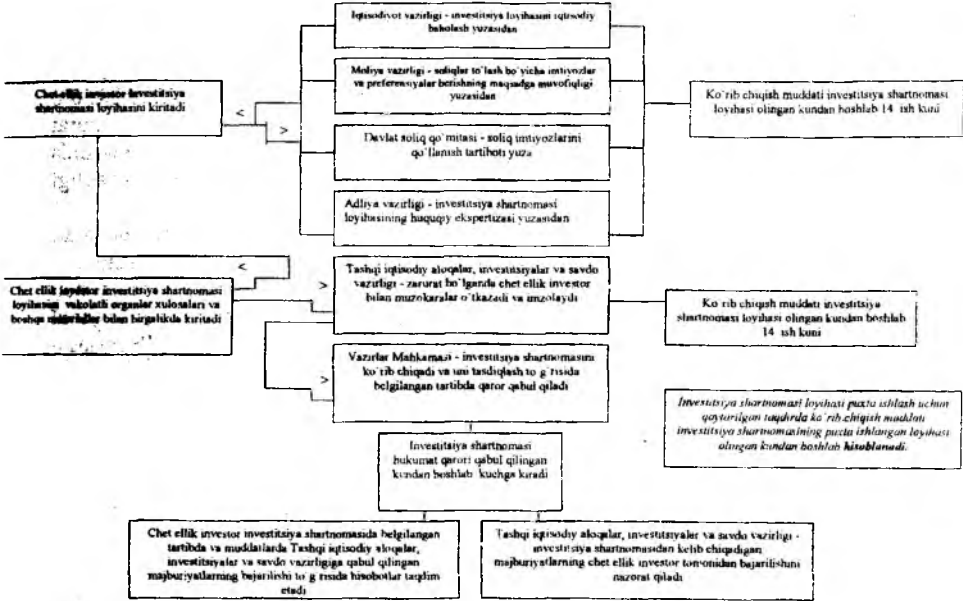 Iqtisodiyot vazirligi - investitsiya loyihasini iqtisodiy
baholash yuzasidan
Moliya vazirligi - soliqlar to`lash bo`yicha imtiyozlar
va preferensiyalar berishning maqsadga muvofiqligi
yuzasidan
Davlat soliq qo`mitasi - soliq imtiyozlarini
qo`llanish tartiboti yuza
Adliya vazirligi - investitsiya shartnomasi
loyihasining huquqiy ekspertizasi yuzasidan
Chet ellik investor investitsiya
shartnomasi loyihasini kiritadi
<
>
Ko`rib chiqish muddati investitsiya shartnomasi
loyihasi olingan kundan boshlab 14 ish kuni
<
>
Chet ellik investor investitsiya shartnomasi
loyihasini vakolatli organlar xulosalari va
boshqa materiallar bilan birgalikda kiritadi
Tashqi iqtisodiy aloqalar, investitsiyalar va savdo
vazirligi - zarurat bo`lganda chet ellik investor
bilan muzokaralar o`tkazadi va imzolaydi
Ko rib chiqish muddati investitsiya
shartnomasi loyihasi olingan kundan boshlab
14 ish kuni
>
Vazirlar Mahkamasi - investitsiya shartnomasini
ko`rib chiqadi va uni tasdiqlash to g`risida
belgilangan tartibda qaror qabul qiladi
Investitsiya shartnomasi loyihasi puxta ishlash uchun
qaytarilgan taqdirda ko`rib chiqish muddati
investitsiya shartnomasining puxta ishlangan loyihasi
olingan kundan boshlab hisoblanadi.
Investitsiya shartnomasi
hukumat qarori qabul qilingan
kundan boshlab kuchga kiradi
Chet ellik investor investitsiya shartnomasida belgilangan
tartibda va muddatlarda Tashqi iqtisodiy aloqalar,
investitsiyalar va savdo vazirligiga qabul qilingan
majburiyatlarning bajarilishi to`g risida hisobotlar taqdim
etadi
Tashqi iqtisodiy aloqalar, investitsiyalar va savdo vazirligi -
investitsiya shartnomasidan kelib chiqadigan
majburiyatlarning chet ellik investor tomonidan bajarilishini
nazorat qiladi